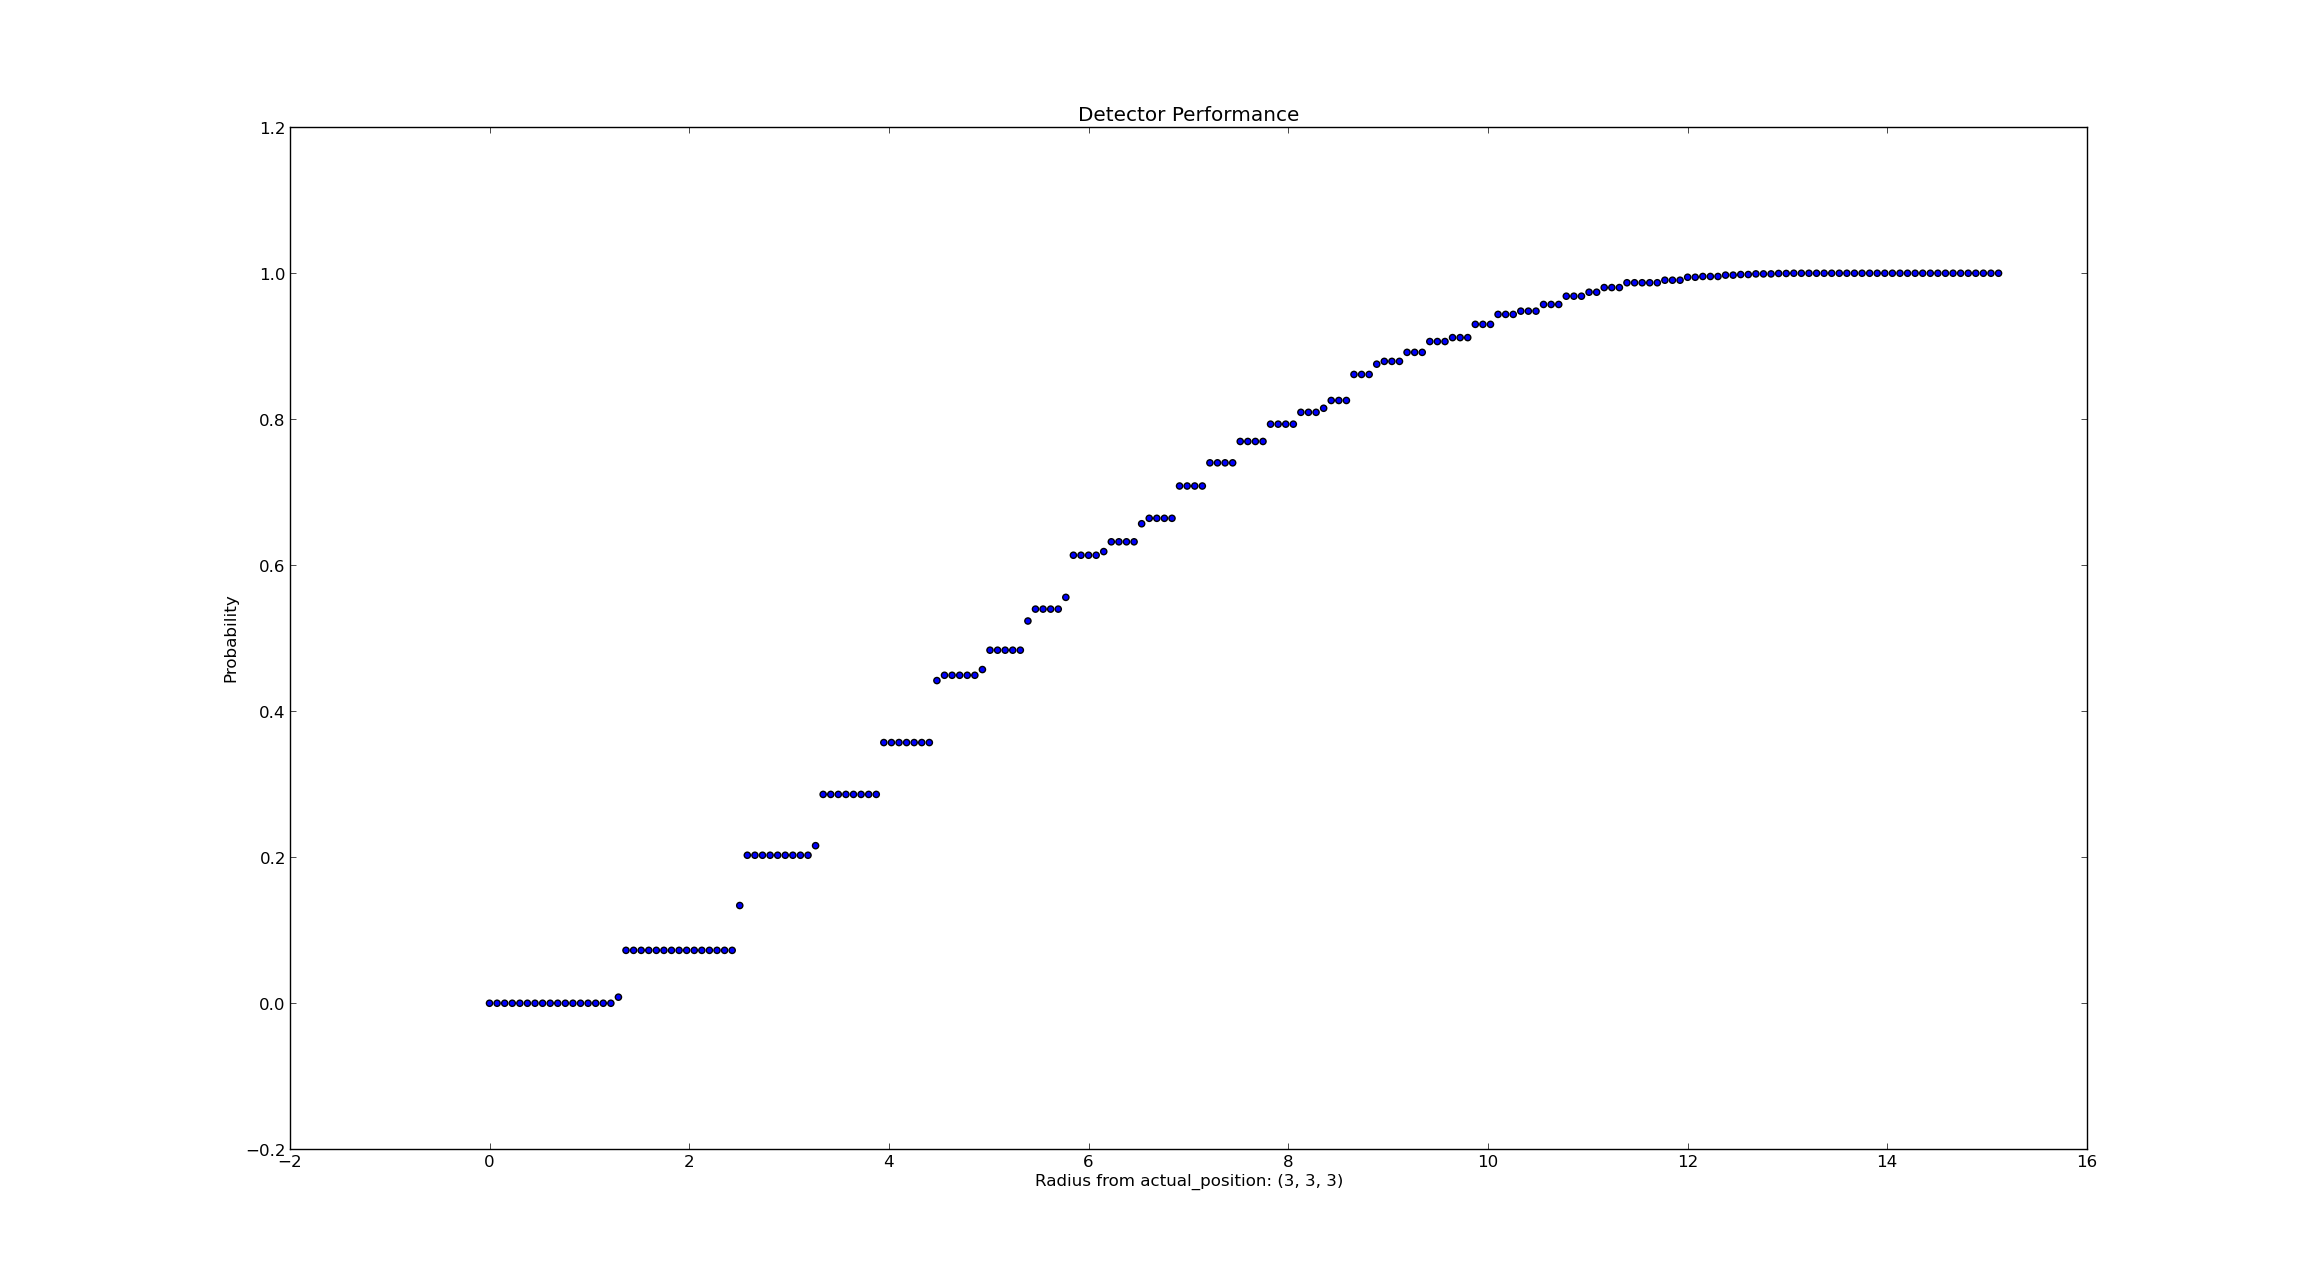 Detector Performance
1.2
1.0
0.8
0.6
0.4
0.2
0.0
−0.2
Probability
−2 0 2 4 6 8 10 12 14 16
Radius from actual_position: (3, 3, 3)